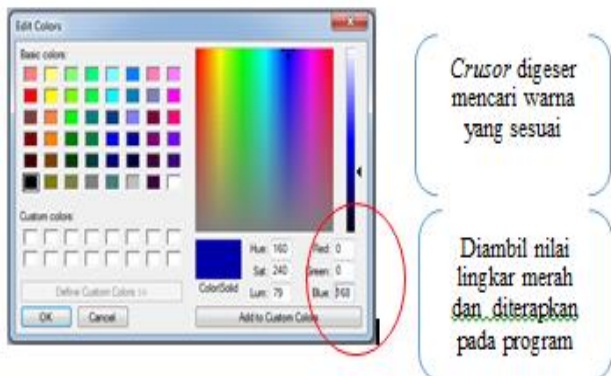 Edit Colors
Basic colors:
Custom colors:
Hue: 160
Red: 0
Sat: 240
Green: 0
Color|Solid
Lum: 79
Blue: 168
Define Custom Colors >>
OK
Cancel
Add to Custom Colors
Crusor digeser
mencari warna
yang sesuai
Diambil nilai
lingkar merah
dan diterapkan
pada program